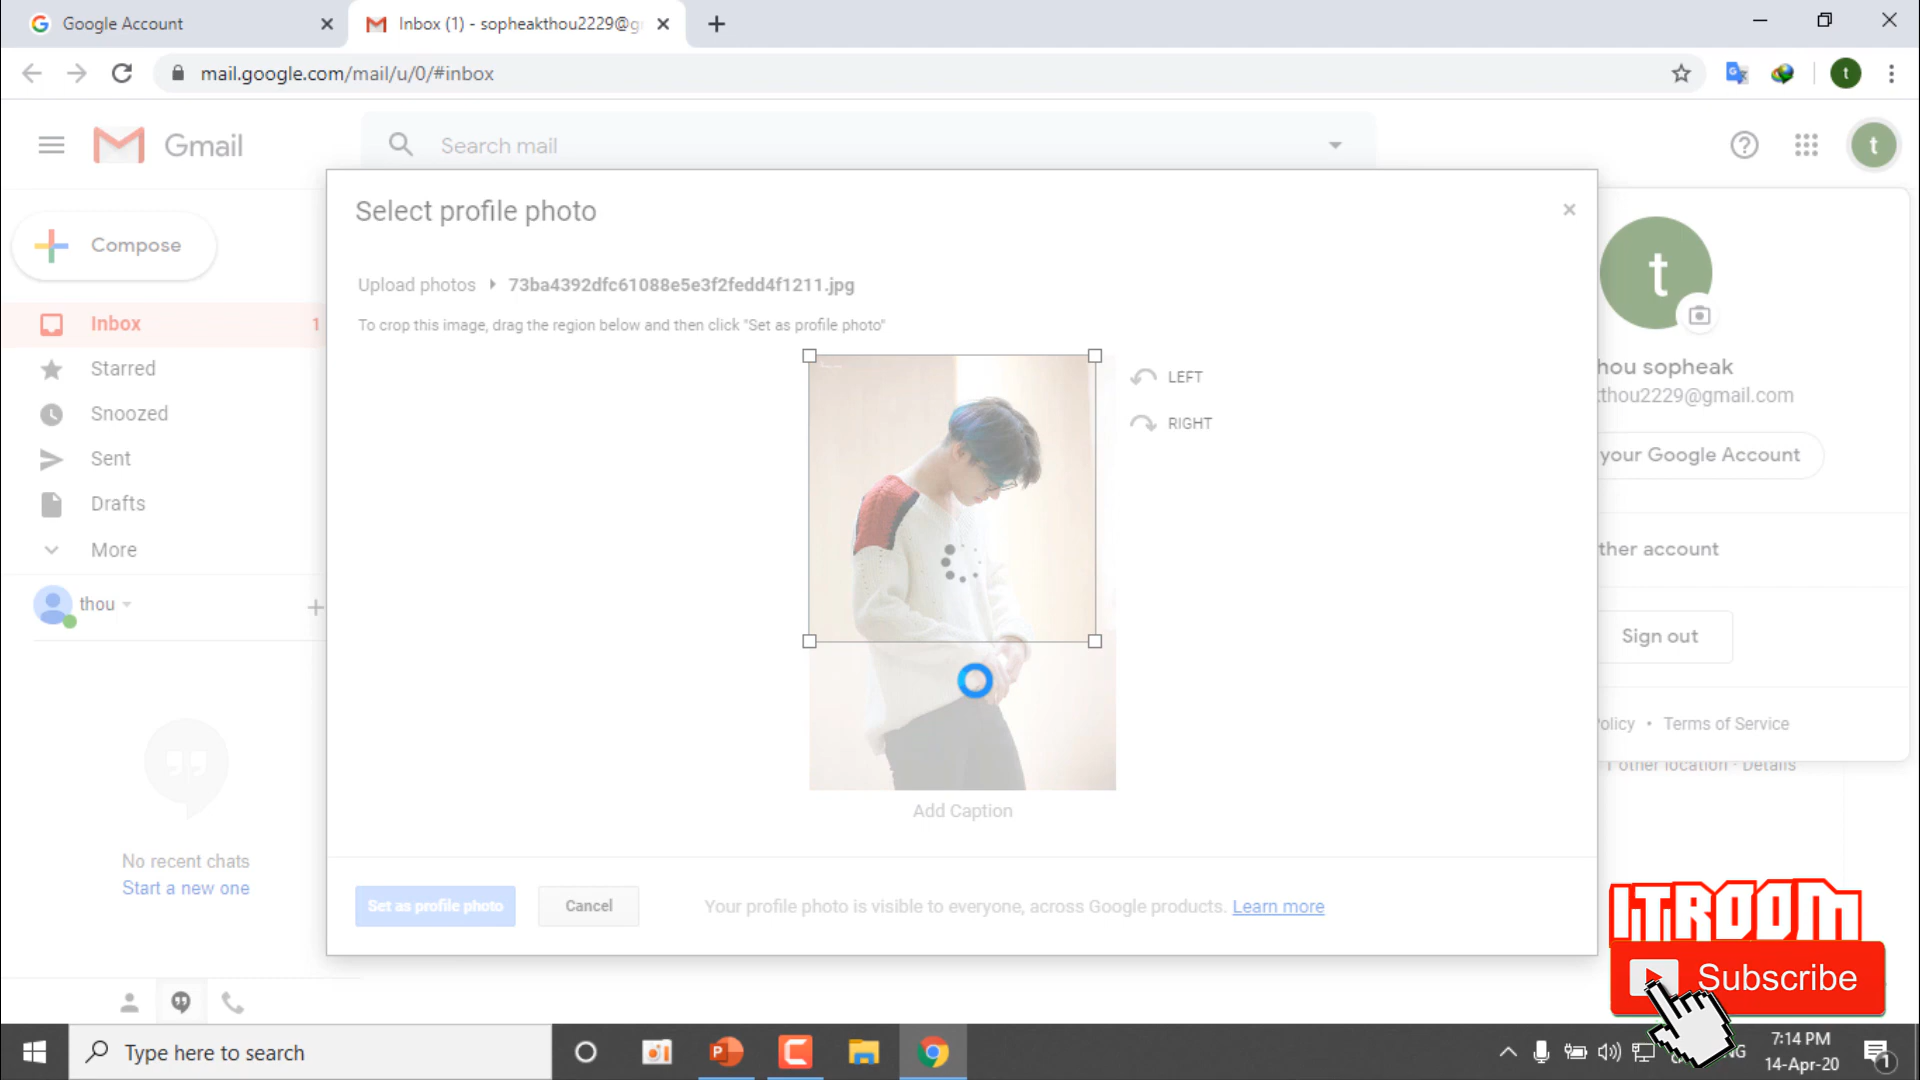 Google Account
Inbox (1) - sopheakthou2229@g
mail.google.com/mail/u/0/#inbox
t
Gmail
Search mail
t
Select profile photo
Compose
t
Upload photos 73ba4392dfc61088e5e3f2fedd4f1211.jpg
To crop this image, drag the region below and then click "Set as profile photo"
Inbox 1
Starred
LEFT
hou sopheak
thou2229@gmail.com
Snoozed
RIGHT
Sent
your Google Account
Drafts
More
ther account
thou
Sign out
olicy • Terms of Service
1 other location · Details
Add Caption
No recent chats
Start a new one
Set as profile photo
Cancel
Your profile photo is visible to everyone, across Google products. Learn more
ITROOM
Subscribe
Type here to search
7:14 PM
14-Apr-20
1